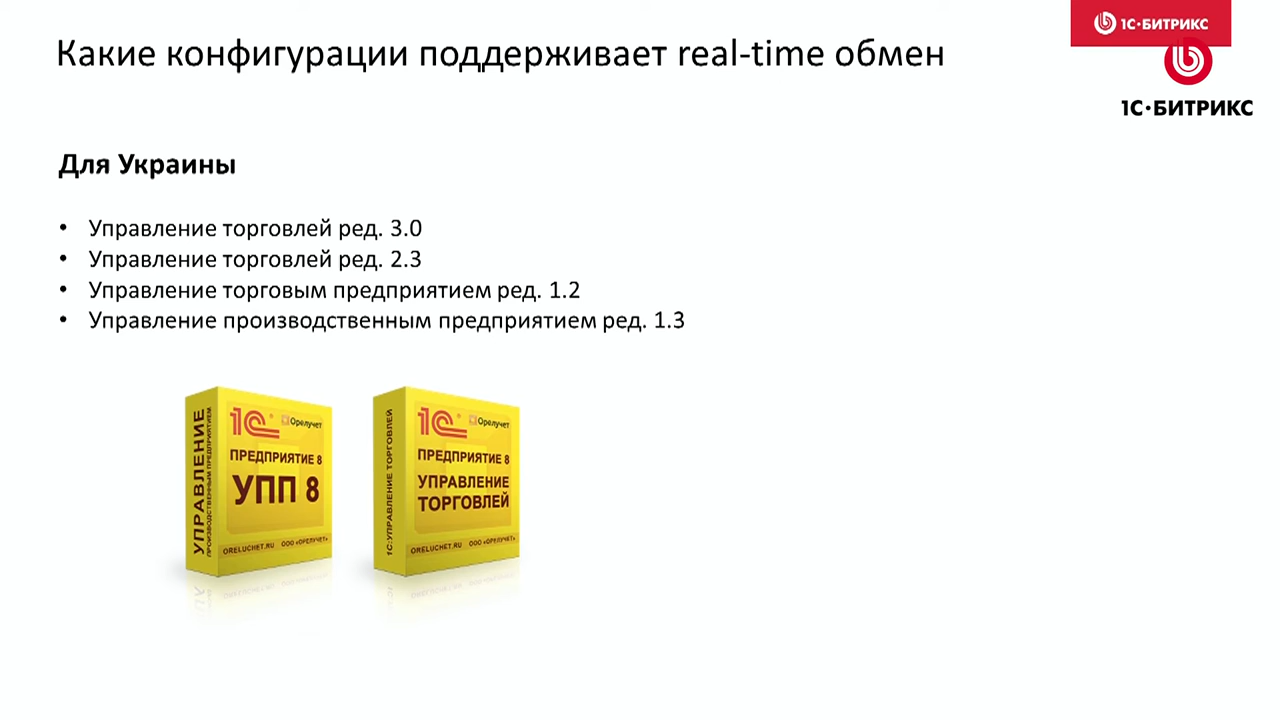 Какие конфигурации поддерживает real-time обмен
1С·БИТРИКС
1С·БИТРИКС
Для Украины
• Управление торговлей ред. 3.0
• Управление торговлей ред. 2.3
• Управление торговым предприятием ред. 1.2
• Управление производственным предприятием ред. 1.3
УПРАВЛЕНИЕ
ПРОИЗВОДСТВЕННЫМ ПРЕДПРИЯТИЕМ
1С Орелучет
ПРЕДПРИЯТИЕ 8
УПП 8
ORELUCHET.RU ООО «ОРЕЛУЧЕТ»
1С:УПРАВЛЕНИЕ ТОРГОВЛЕЙ
1С Орелучет
ПРЕДПРИЯТИЕ 8
УПРАВЛЕНИЕ
ТОРГОВЛЕЙ
ORELUCHET.RU ООО «ОРЕЛУЧЕТ»